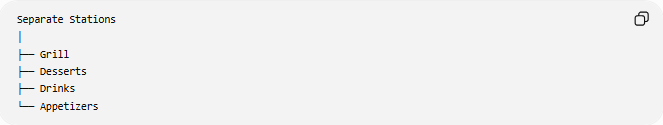 Separate Stations
│
├── Grill
├── Desserts
├── Drinks
└── Appetizers